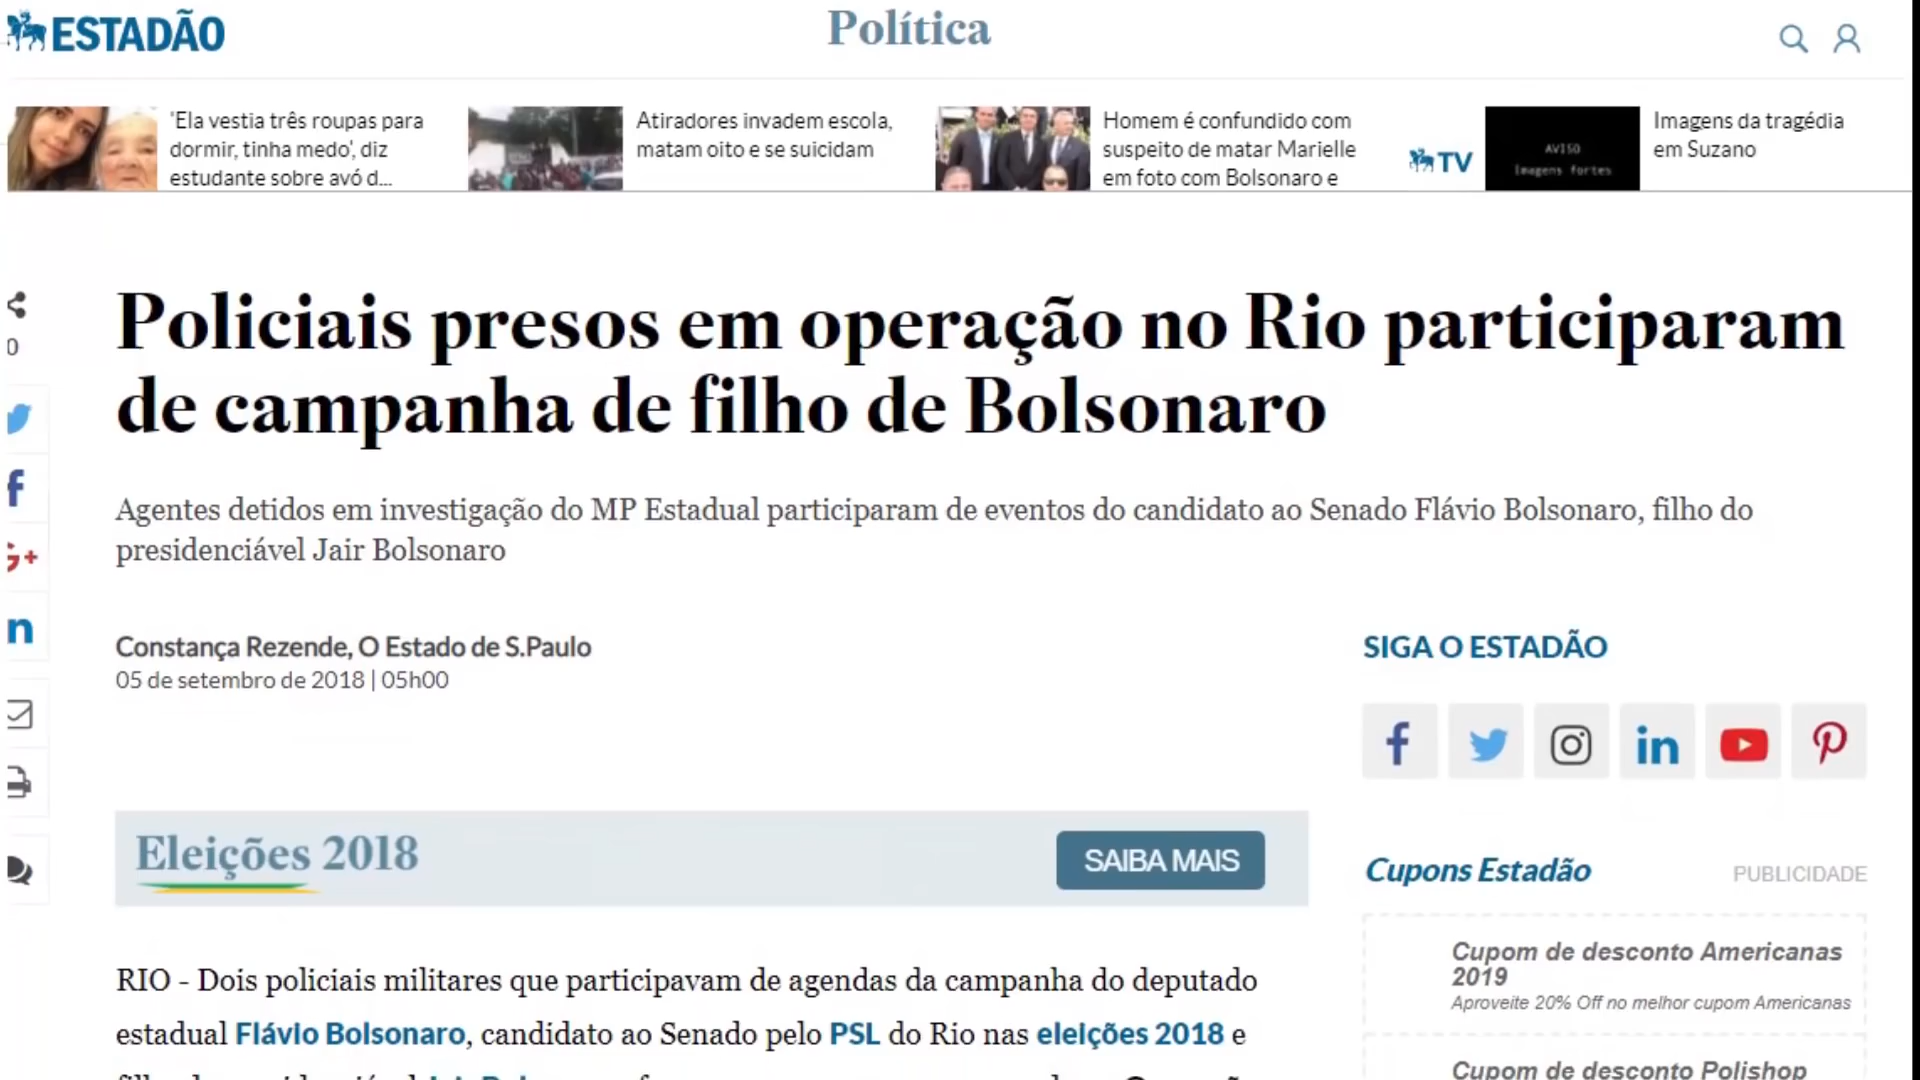 ESTADÃO
Política
'Ela vestia três roupas para
dormir, tinha medo', diz
estudante sobre avó d...
Atiradores invadem escola,
matam oito e se suicidam
Homem é confundido com
suspeito de matar Marielle
em foto com Bolsonaro e
TV
AVISO
Imagens fortes
Imagens da tragédia
em Suzano
0
Policiais presos em operação no Rio participaram
de campanha de filho de Bolsonaro
Agentes detidos em investigação do MP Estadual participaram de eventos do candidato ao Senado Flávio Bolsonaro, filho do
presidenciável Jair Bolsonaro
Constança Rezende, O Estado de S.Paulo
05 de setembro de 2018 | 05h00
SIGA O ESTADÃO
Eleições 2018
SAIBA MAIS
Cupons Estadão
PUBLICIDADE
Cupom de desconto Americanas
2019
Aproveite 20% Off no melhor cupom Americanas
Cupom de desconto Polishop
RIO - Dois policiais militares que participavam de agendas da campanha do deputado
estadual Flávio Bolsonaro, candidato ao Senado pelo PSL do Rio nas eleições 2018 e